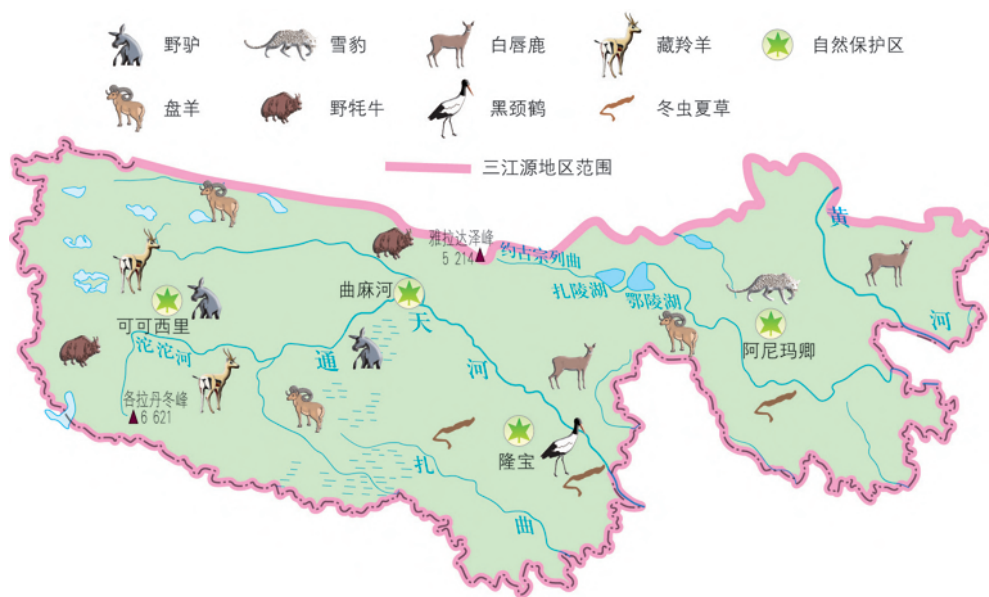 野驴
雪豹
白唇鹿
藏羚羊
自然保护区
盘羊
野牦牛
黑颈鹤
冬虫夏草
三江源地区范围
雅拉达泽峰
5 214
约古宗列曲
扎陵湖
鄂陵湖
黄
河
曲麻河
可可西里
沱沱河
通
天
河
阿尼玛卿
各拉丹冬峰
6 621
隆宝
扎
曲